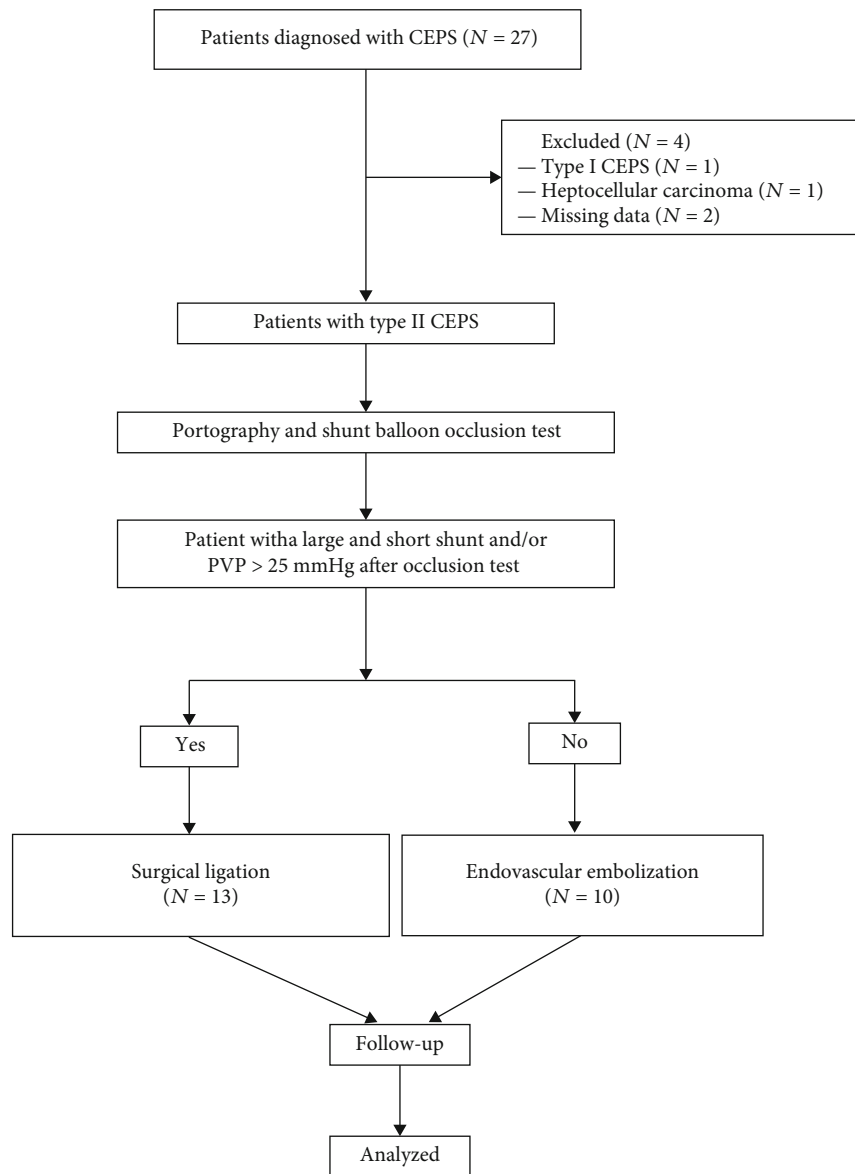 Patients diagnosed with CEPS (N = 27)
Excluded (N = 4)
— Type I CEPS (N = 1)
— Heptocellular carcinoma (N = 1)
— Missing data (N = 2)
Patients with type II CEPS
Portography and shunt balloon occlusion test
Patient witha large and short shunt and/or
PVP > 25 mmHg after occlusion test
Yes
No
Surgical ligation
(N = 13)
Endovascular embolization
(N = 10)
Follow-up
Analyzed